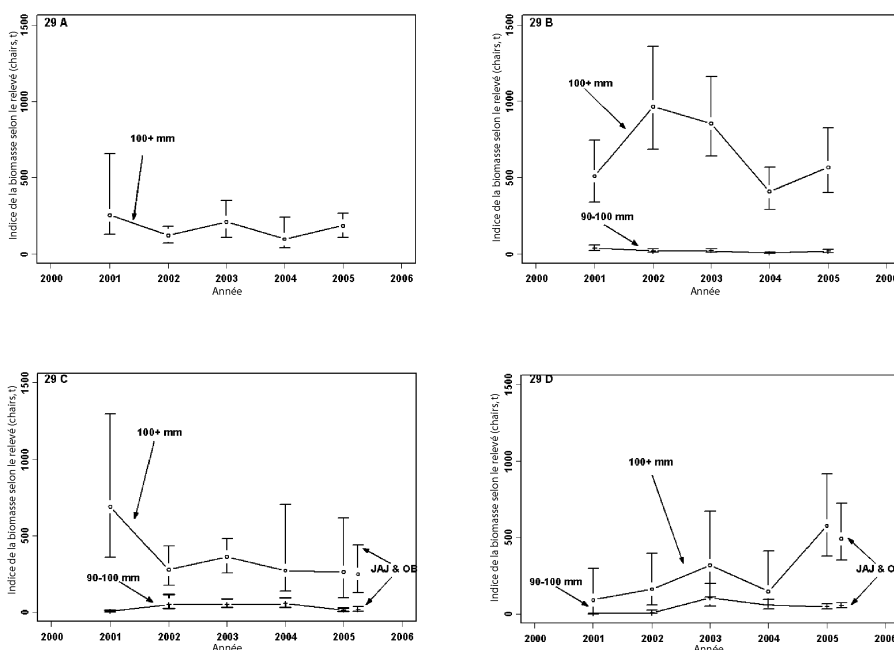 29 A
Indice de la biomasse selon le relevé (chairs, t)
1500
1000
500
0
100+ mm
2000 2001 2002 2003 2004 2005 2006
Année
29 B
Indice de la biomasse selon le relevé (chairs, t)
1500
1000
500
0
100+ mm
90-100 mm
2000 2001 2002 2003 2004 2005 2006
Année
29 C
Indice de la biomasse selon le relevé (chairs, t)
1500
1000
500
0
100+ mm
90-100 mm
JAJ & OB
2000 2001 2002 2003 2004 2005 2006
Année
29 D
Indice de la biomasse selon le relevé (chairs, t)
1500
1000
500
0
100+ mm
90-100 mm
JAJ & O
2000 2001 2002 2003 2004 2005 2006
Année